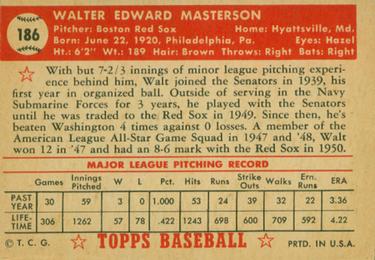 186
WALTER EDWARD MASTERSON
Pitcher: Boston Red Sox Home: Hyattsville, Md.
Born: June 22, 1920, Philadelphia, Pa. Eyes: Hazel
Ht.: 6'2" Wt.: 189 Hair: Brown Throws: Right Bats: Right
With but 7-2/3 innings of minor league pitching experience
behind him, Walt joined the Senators in 1939, his
first year in organized ball. Outside of serving in the Navy
Submarine Forces for 3 years, he played with the Senators
until he was traded to the Red Sox in 1949. Since then, he's
beaten Washington 4 times against 0 losses. A member of the
American League All-Star Game Squad in 1947 and '48, Walt
won 12 in '47 and had an 8-6 mark with the Red Sox in 1950.
MAJOR LEAGUE PITCHING RECORD
Games Innings Pitched W L Pct. Hits Runs Strike Outs Walks Ern. Runs ERA
PAST YEAR 30 59 3 0 1.000 53 24 39 32 22 3.36
LIFE-TIME 306 1262 57 78 .422 1243 698 600 709 592 4.22
© T. C. G. TOPPS BASEBALL PRTD. IN U.S.A.